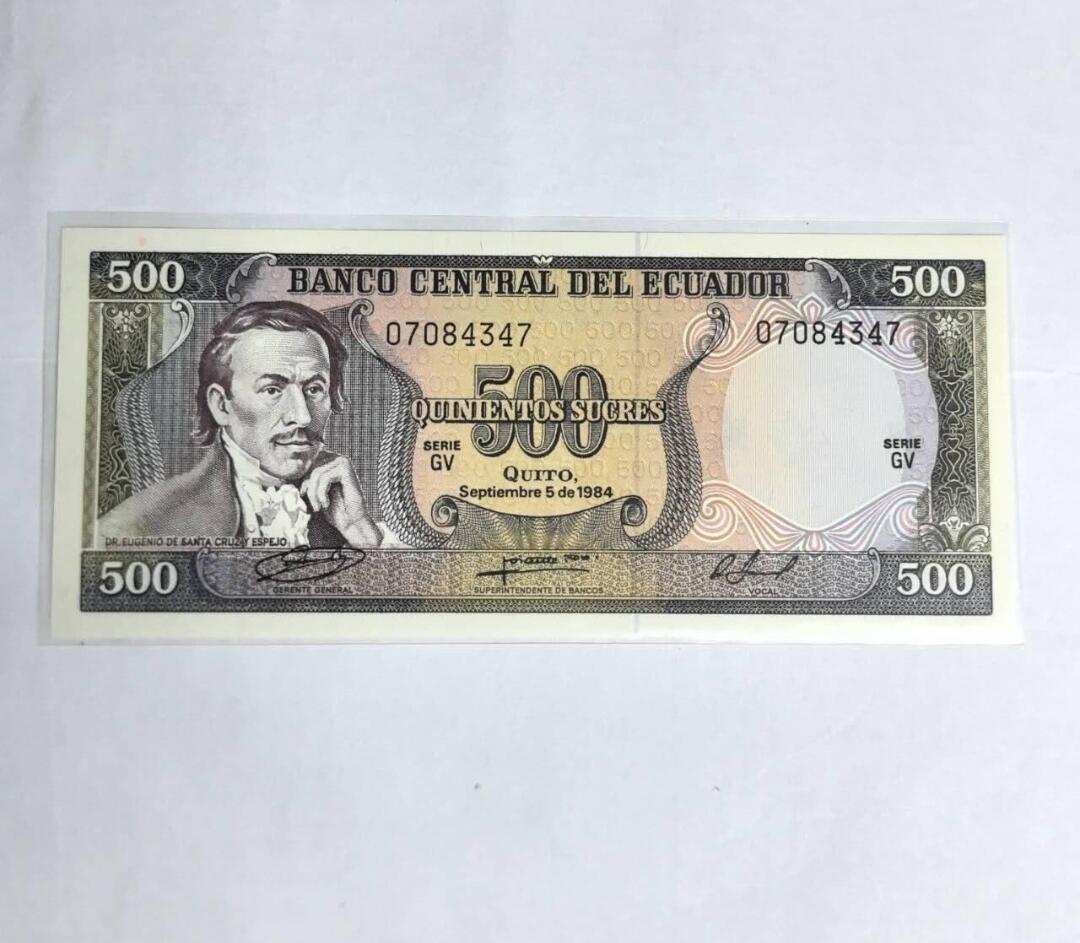 500 BANCO CENTRAL DEL ECUADOR 500
07084347 07084347
500
QUINIENTOS SUCRES
SERIE
GV
SERIE
GV
QUITO,
Septiembre 5 de 1984
DR. EUGENIO DE SANTA CRUZ Y ESPEJO
500 500
GERENTE GENERAL SUPERINTENDENTE DE BANCOS VOCAL